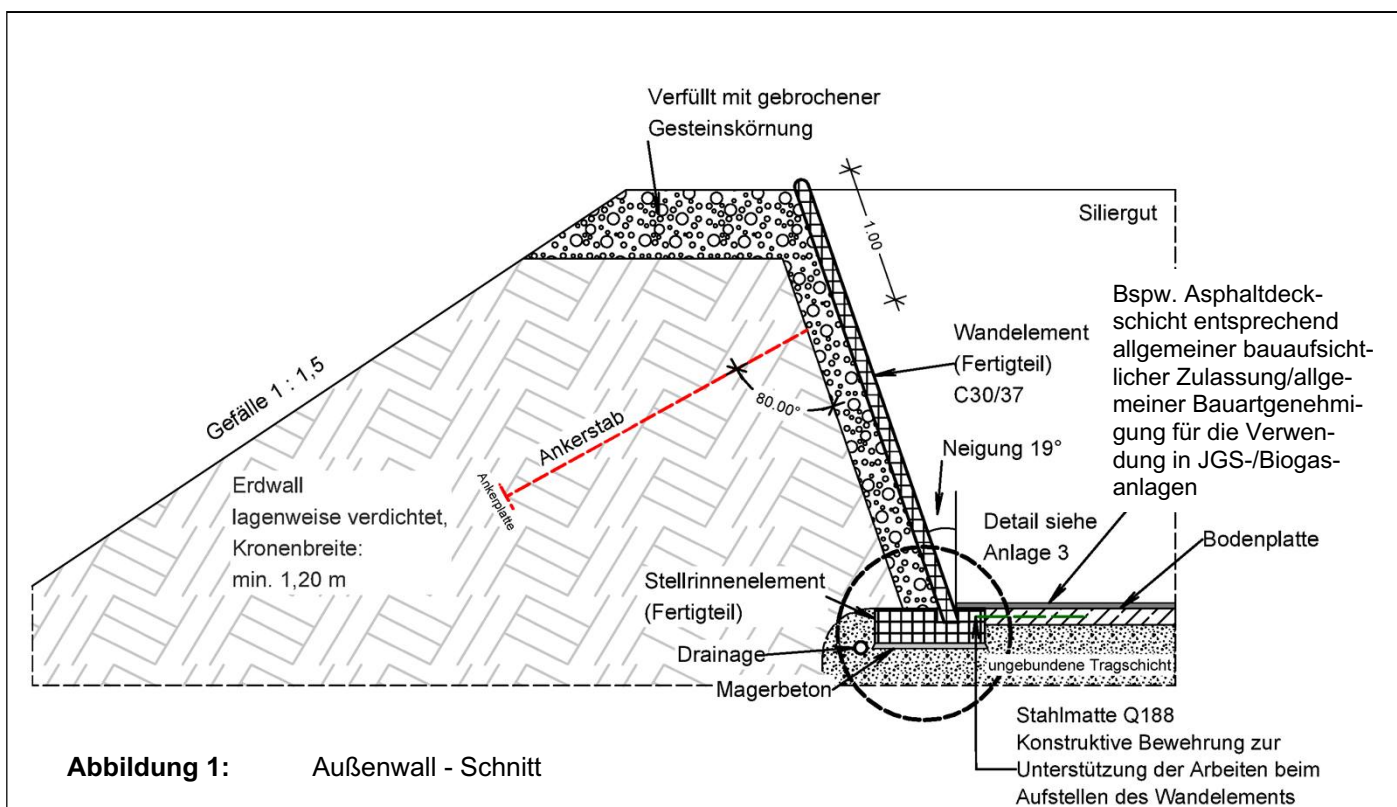 Verfüllt mit gebrochener
Gesteinskörnung
1.00
Siliergut
Bspw. Asphaltdeck-
schicht entsprechend
allgemeiner bauaufsicht-
licher Zulassung/allge-
meiner Bauartgenehmi-
gung für die Verwen-
dung in JGS-/Biogas-
anlagen
Wandelement
(Fertigteil)
C30/37
Gefälle 1 : 1,5
80.00°
Ankerstab
Ankerplatte
Neigung 19°
Erdwall
lagenweise verdichtet,
Kronenbreite:
min. 1,20 m
Detail siehe
Anlage 3
Bodenplatte
Stellrinnenelement
(Fertigteil)
Drainage
Magerbeton
ungebundene Tragschicht
Stahlmatte Q188
Konstruktive Bewehrung zur
Unterstützung der Arbeiten beim
Aufstellen des Wandelements
Abbildung 1: Außenwall - Schnitt